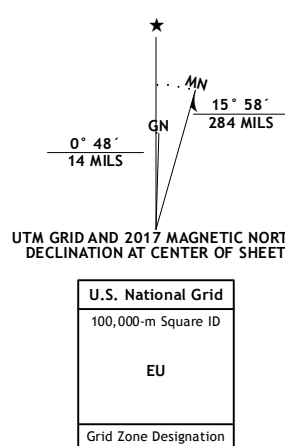 ★
MN
15° 58´
284 MILS
GN
0° 48´
14 MILS
UTM GRID AND 2017 MAGNETIC NORT
DECLINATION AT CENTER OF SHEET
U.S. National Grid
100,000-m Square ID
EU
Grid Zone Designation